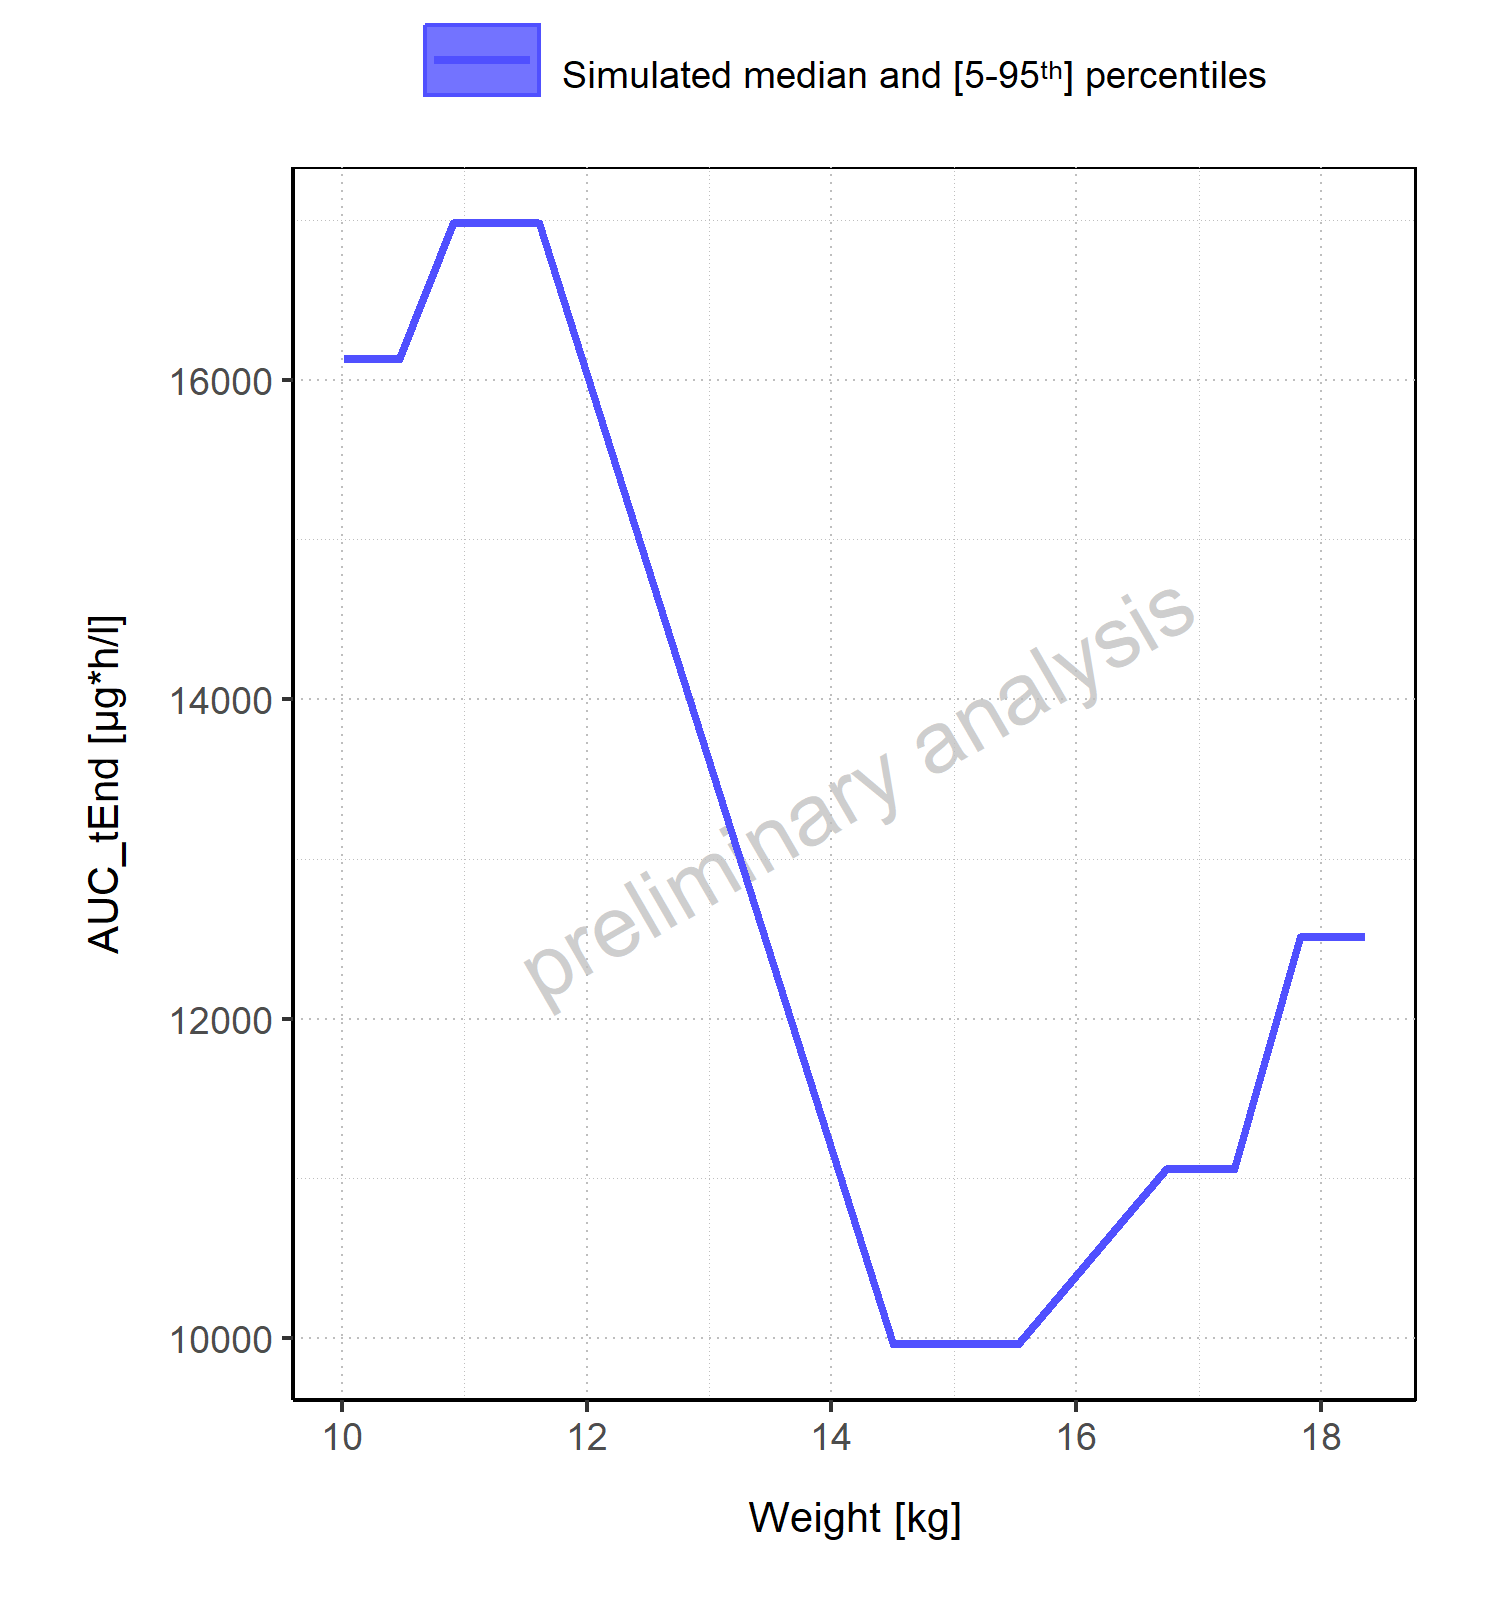 Simulated median and [5-95th] percentiles
AUC_tEnd [µg*h/l]
16000
14000
12000
10000
preliminary analysis
10 12 14 16 18
Weight [kg]